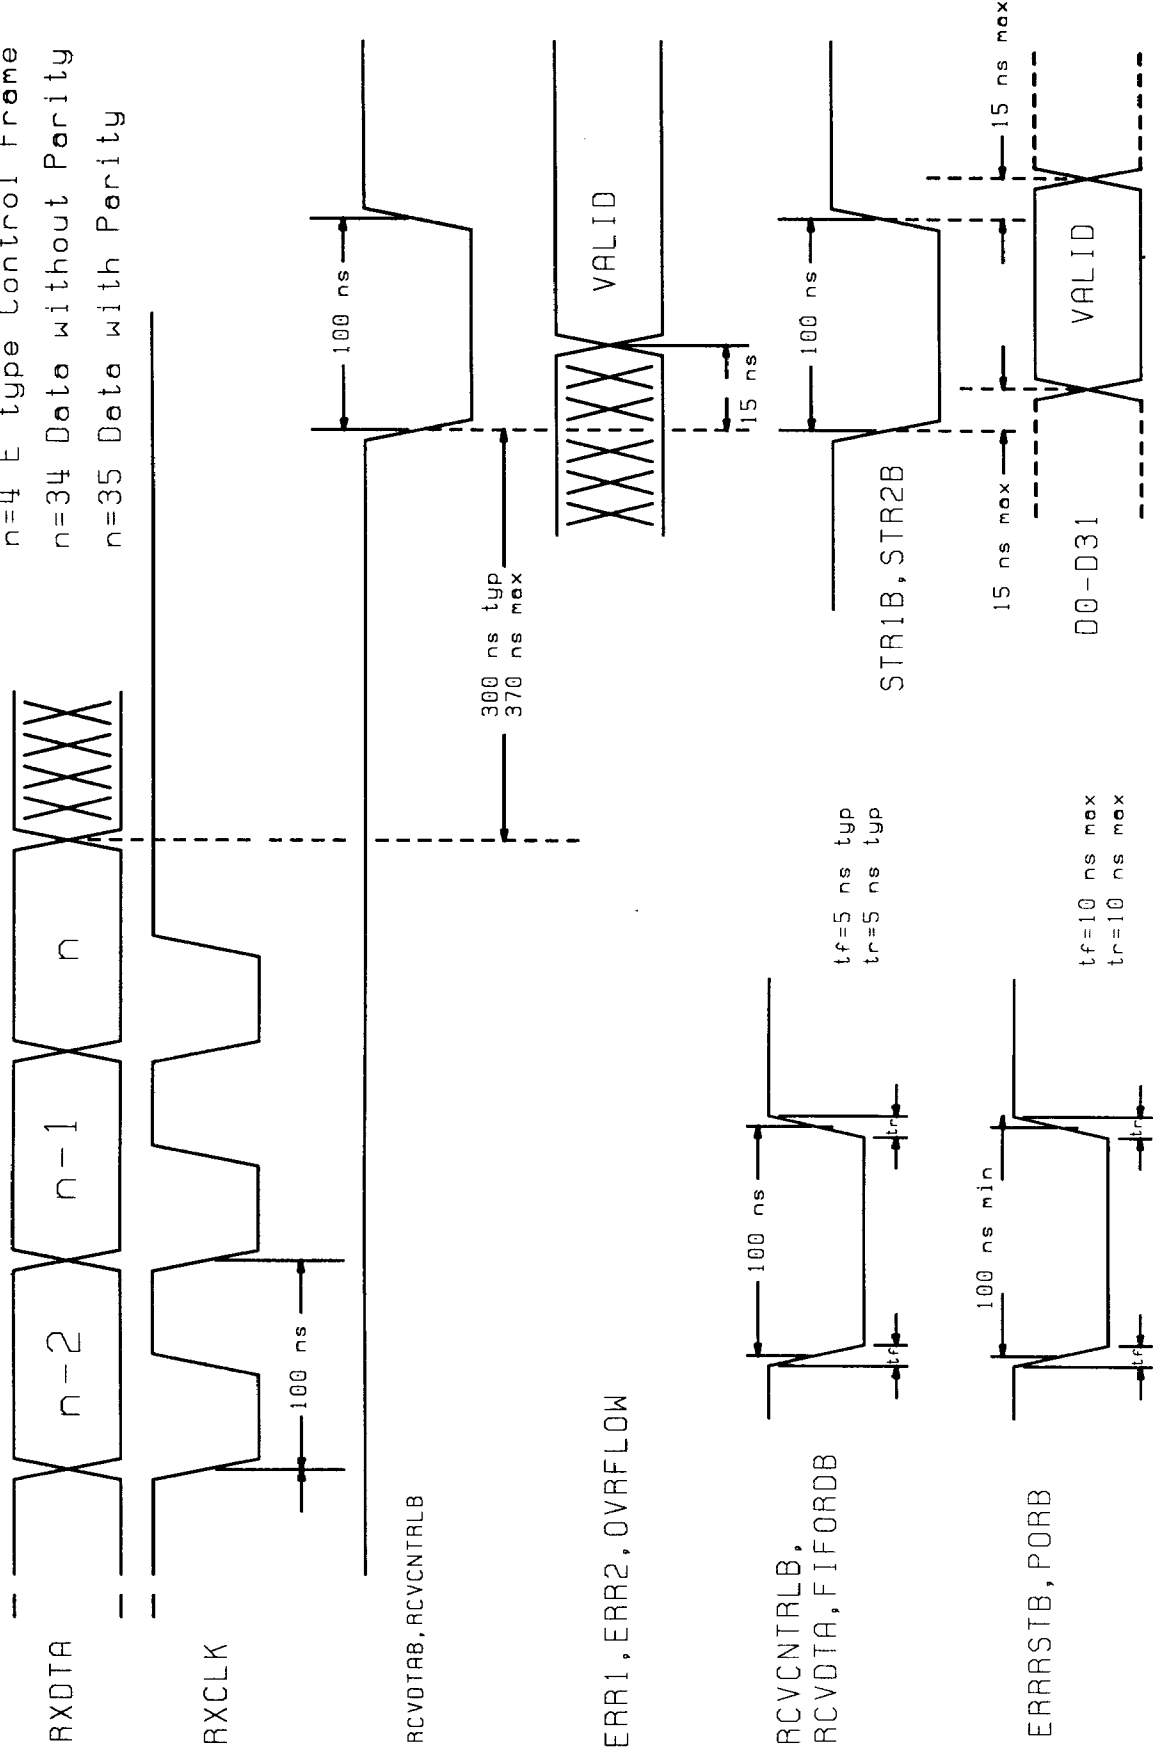 n=4 E type Control Frame
n=34 Data without Parity
n=35 Data with Parity
RXDTA
n-2
n-1
n
RXCLK
100 ns
RCVDTAB, RCVCNTRLB
100 ns
300 ns typ
370 ns max
ERR1, ERR2, OVRFLOW
VALID
15 ns
RCVCNTRLB,
RCVDTA, FIFORDB
100 ns
tf
tr
tf=5 ns typ
tr=5 ns typ
STR1B, STR2B
100 ns
ERRRSTB, PORB
100 ns min
tf
tr
tf=10 ns max
tr=10 ns max
15 ns max
15 ns max
D0-D31
VALID